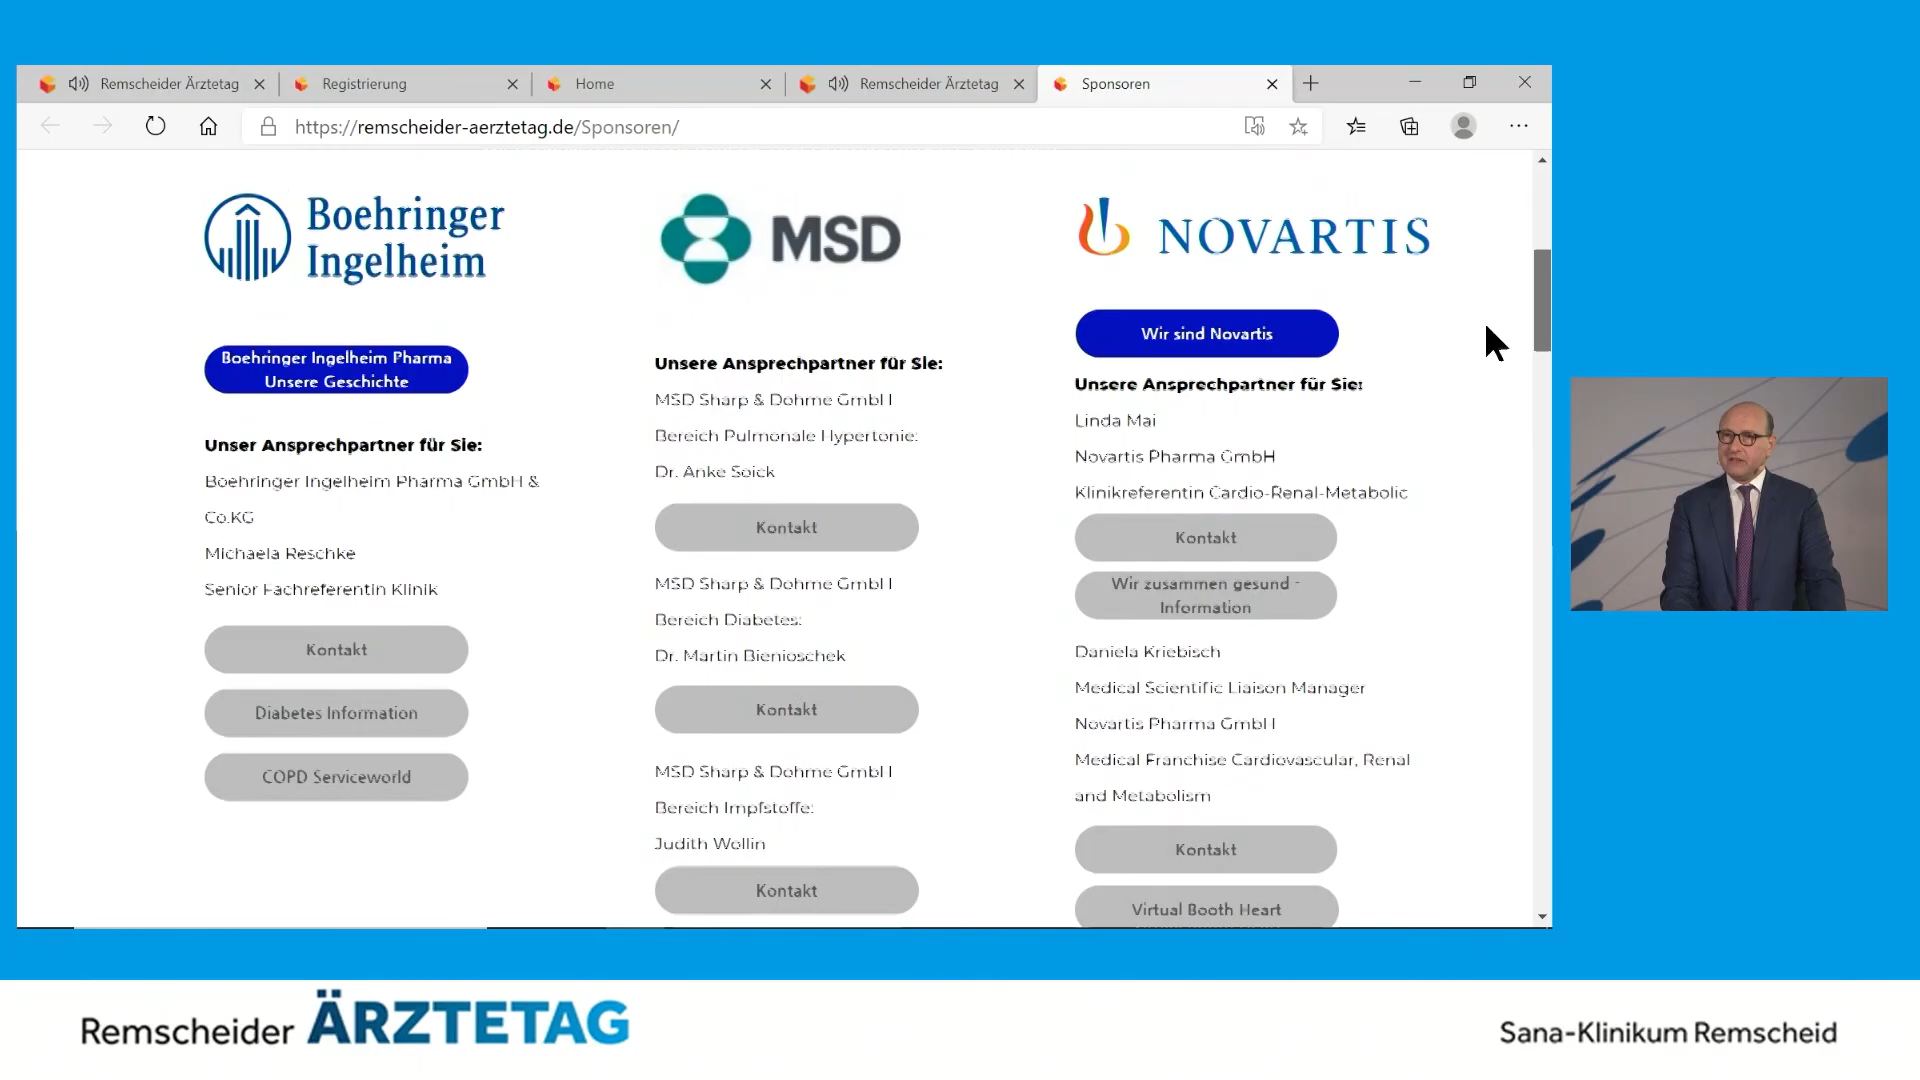 Remscheider Ärztetag
Registrierung
Home
Remscheider Ärztetag
Sponsoren
https://remscheider-aerztetag.de/Sponsoren/
Boehringer
Ingelheim
Boehringer Ingelheim Pharma
Unsere Geschichte
Unser Ansprechpartner für Sie:
Boehringer Ingelheim Pharma GmbH &
Co.KG
Michaela Reschke
Senior Fachreferentin Klinik
Kontakt
Diabetes Information
COPD Serviceworld
MSD
Unsere Ansprechpartner für Sie:
MSD Sharp & Dohme GmbH
Bereich Pulmonale Hypertonie:
Dr. Anke Soick
Kontakt
MSD Sharp & Dohme GmbH
Bereich Diabetes:
Dr. Martin Bienioschek
Kontakt
MSD Sharp & Dohme GmbH
Bereich Impfstoffe:
Judith Wollin
Kontakt
NOVARTIS
Wir sind Novartis
Unsere Ansprechpartner für Sie:
Linda Mai
Novartis Pharma GmbH
Klinikreferentin Cardio-Renal-Metabolic
Kontakt
Wir zusammen gesund -
Information
Daniela Kriebisch
Medical Scientific Liaison Manager
Novartis Pharma GmbH
Medical Franchise Cardiovascular, Renal
and Metabolism
Kontakt
Virtual Booth Heart
Remscheider ÄRZTETAG
Sana-Klinikum Remscheid